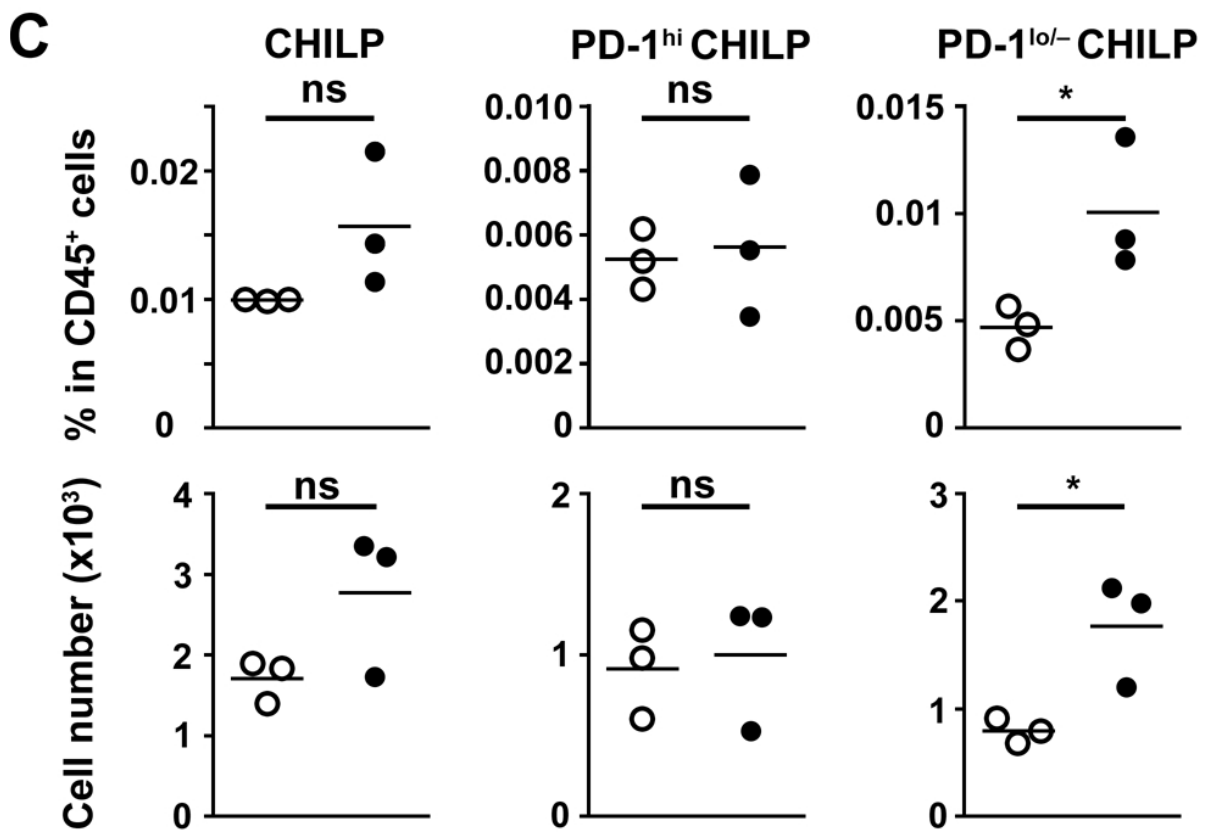 C
CHILP
PD-1hi CHILP
PD-1lo/– CHILP
% in CD45+ cells
ns
0.02
0.01
0
ns
0.010
0.008
0.006
0.004
0.002
0
*
0.015
0.01
0.005
0
Cell number (x10³)
ns
4
3
2
1
0
ns
2
1
0
*
3
2
1
0